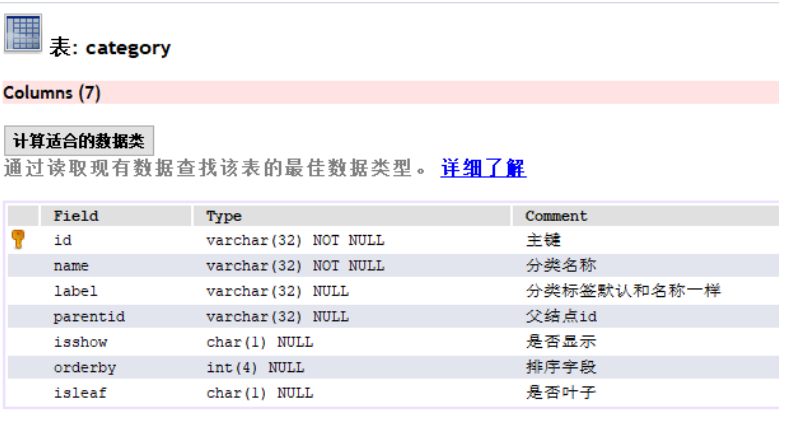 表: category
Columns (7)
计算适合的数据类
通过读取现有数据查找该表的最佳数据类型。 详细了解
Field Type Comment
id varchar(32) NOT NULL 主键
name varchar(32) NOT NULL 分类名称
label varchar(32) NULL 分类标签默认和名称一样
parentid varchar(32) NULL 父结点id
isshow char(1) NULL 是否显示
orderby int(4) NULL 排序字段
isleaf char(1) NULL 是否叶子